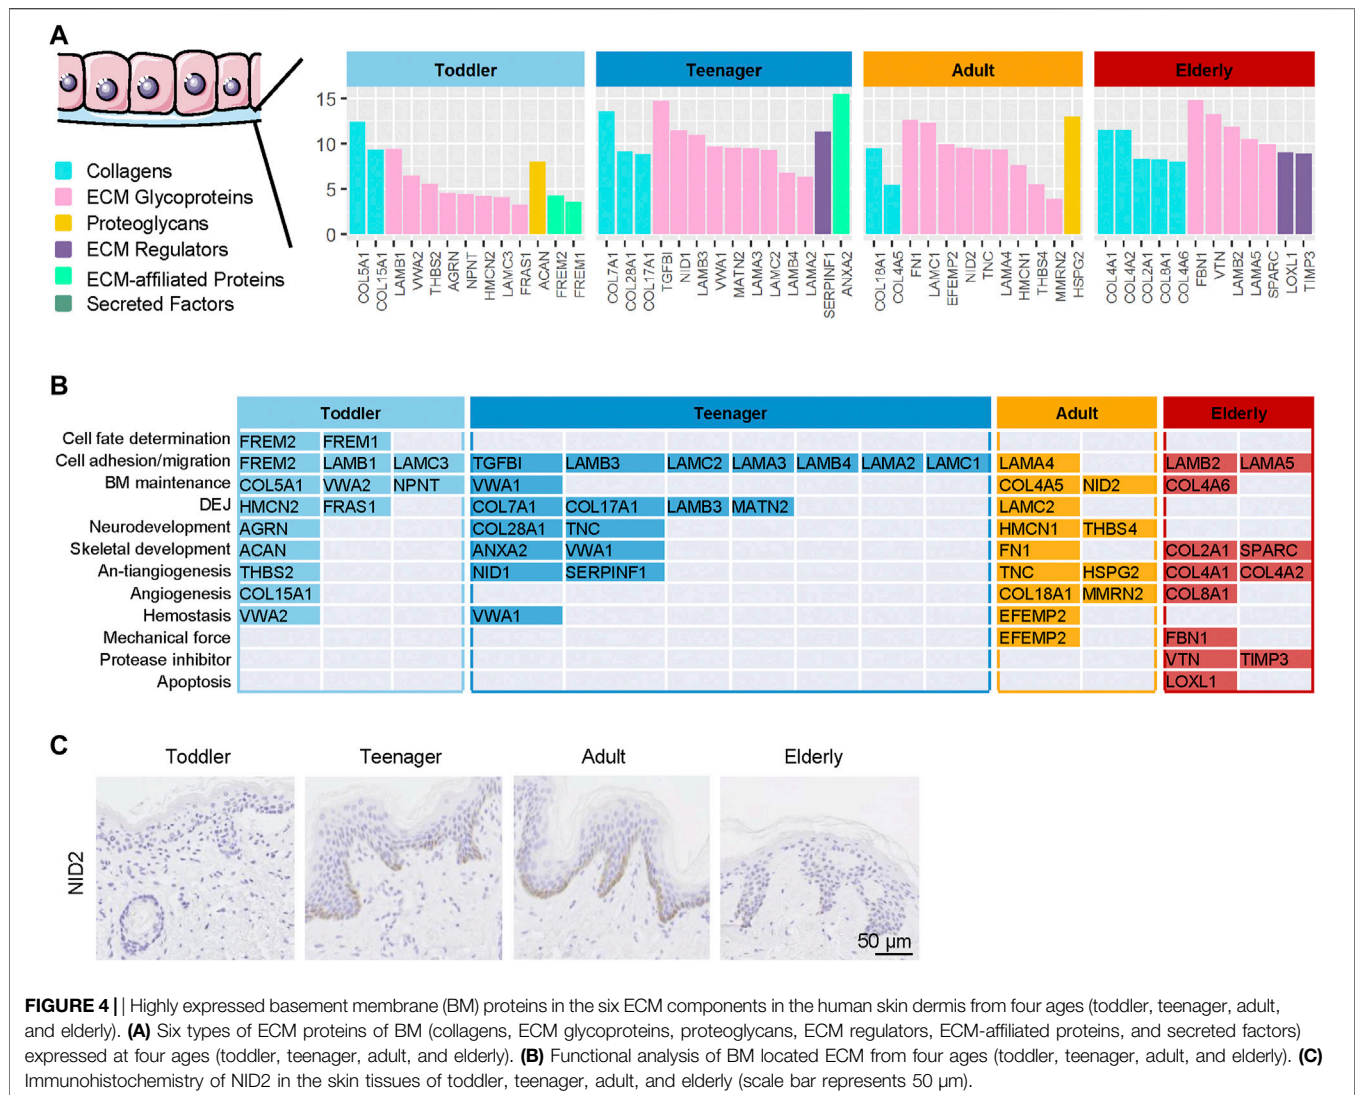 A
Toddler
Teenager
Adult
Elderly
15
10
5
0
Collagens
ECM Glycoproteins
Proteoglycans
ECM Regulators
ECM-affiliated Proteins
Secreted Factors
COL5A1
COL15A1
LAMB1
VWA2
THBS2
AGRN
NPNT
HMCN2
LAMC3
FRAS1
ACAN
FREM2
FREM1
COL7A1
COL28A1
COL17A1
TGFBI
NID1
LAMB3
VWA1
MATN2
LAMA3
LAMC2
LAMB4
LAMA2
SERPINF1
ANXA2
COL18A1
COL4A5
FN1
LAMC1
EFEMP2
NID2
TNC
LAMA4
HMCN1
THBS4
MMRN2
HSPG2
COL4A1
COL4A2
COL2A1
COL8A1
COL4A6
FBN1
VTN
LAMB2
LAMA5
SPARC
LOXL1
TIMP3
B
Toddler Teenager Adult Elderly
Cell fate determination FREM2 FREM1
Cell adhesion/migration FREM2 LAMB1 LAMC3 TGFBI LAMB3 LAMC2 LAMA3 LAMB4 LAMA2 LAMC1 LAMA4 LAMB2 LAMA5
BM maintenance COL5A1 VWA2 NPNT VWA1 COL4A5 NID2 COL4A6
DEJ HMCN2 FRAS1 COL7A1 COL17A1 LAMB3 MATN2 LAMC2
Neurodevelopment AGRN COL28A1 TNC HMCN1 THBS4
Skeletal development ACAN ANXA2 VWA1 FN1 COL2A1 SPARC
An-tiangiogenesis THBS2 NID1 SERPINF1 TNC HSPG2 COL4A1 COL4A2
Angiogenesis COL15A1 COL18A1 MMRN2 COL8A1
Hemostasis VWA2 VWA1 EFEMP2
Mechanical force EFEMP2 FBN1
Protease inhibitor VTN TIMP3
Apoptosis LOXL1
C
Toddler Teenager Adult Elderly
NID2
50 µm
FIGURE 4 | | Highly expressed basement membrane (BM) proteins in the six ECM components in the human skin dermis from four ages (toddler, teenager, adult,
and elderly). (A) Six types of ECM proteins of BM (collagens, ECM glycoproteins, proteoglycans, ECM regulators, ECM-affiliated proteins, and secreted factors)
expressed at four ages (toddler, teenager, adult, and elderly). (B) Functional analysis of BM located ECM from four ages (toddler, teenager, adult, and elderly). (C)
Immunohistochemistry of NID2 in the skin tissues of toddler, teenager, adult, and elderly (scale bar represents 50 µm).